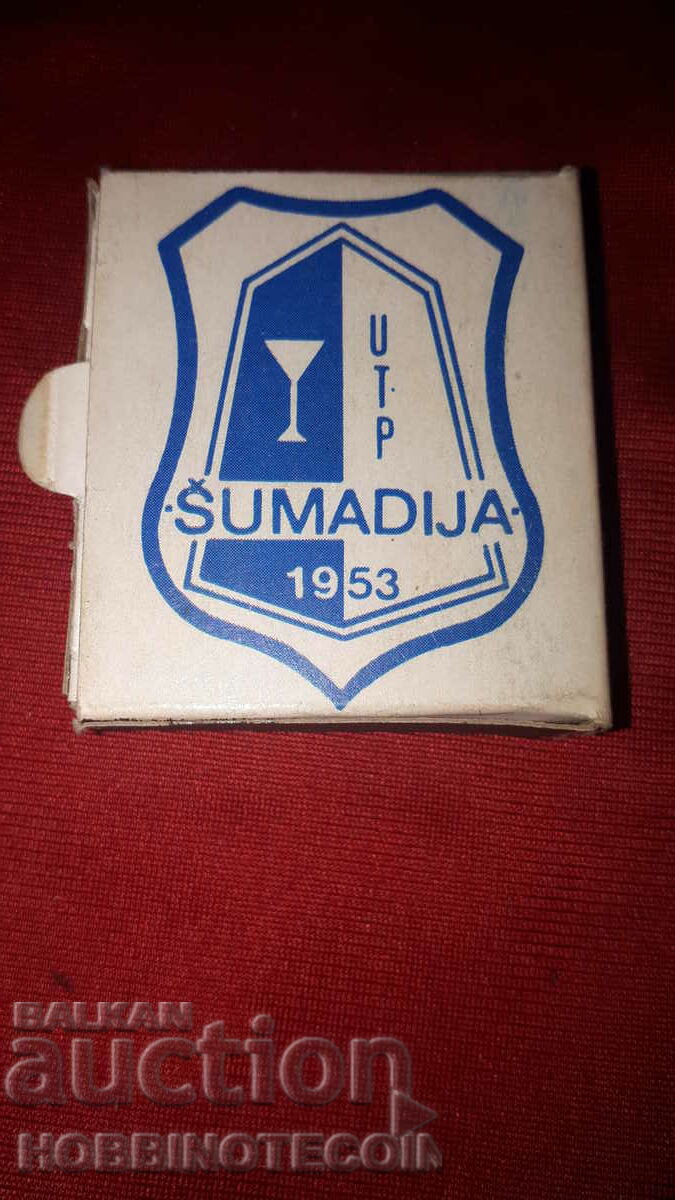 U
T.
P
·ŠUMADIJA·
1953
BALKAN
auction
HOBBINOTECOIN